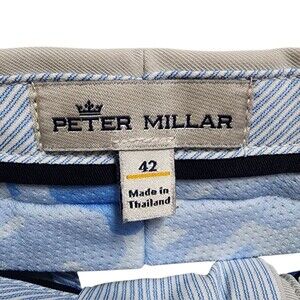 PETER MILLAR
42
Made in
Thailand